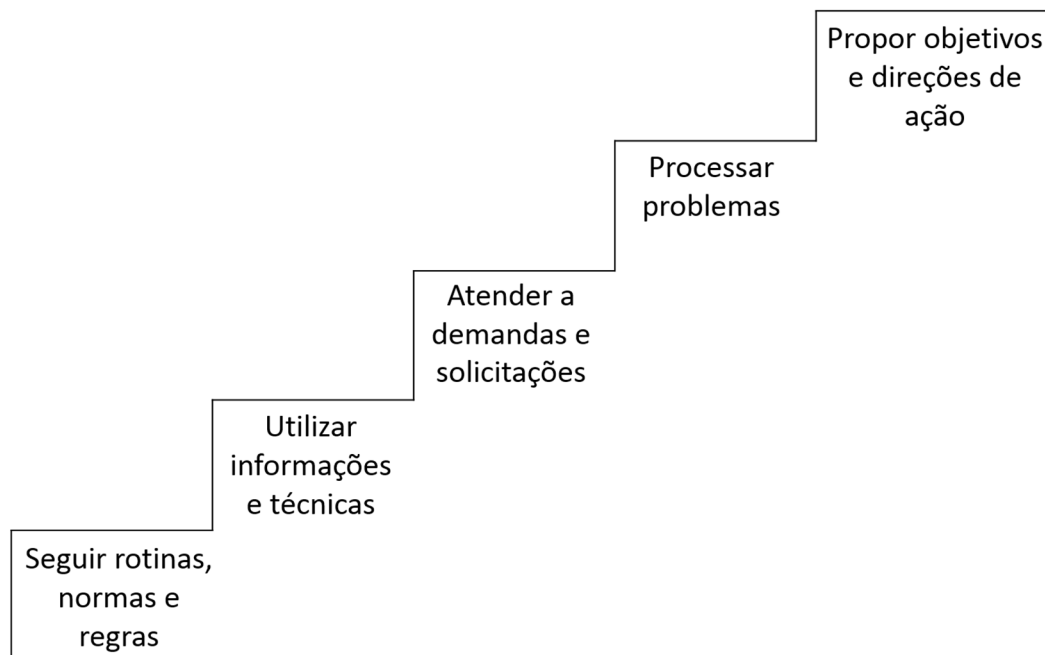 Propor objetivos
e direções de
ação
Processar
problemas
Atender a
demandas e
solicitações
Utilizar
informações
e técnicas
Seguir rotinas,
normas e
regras